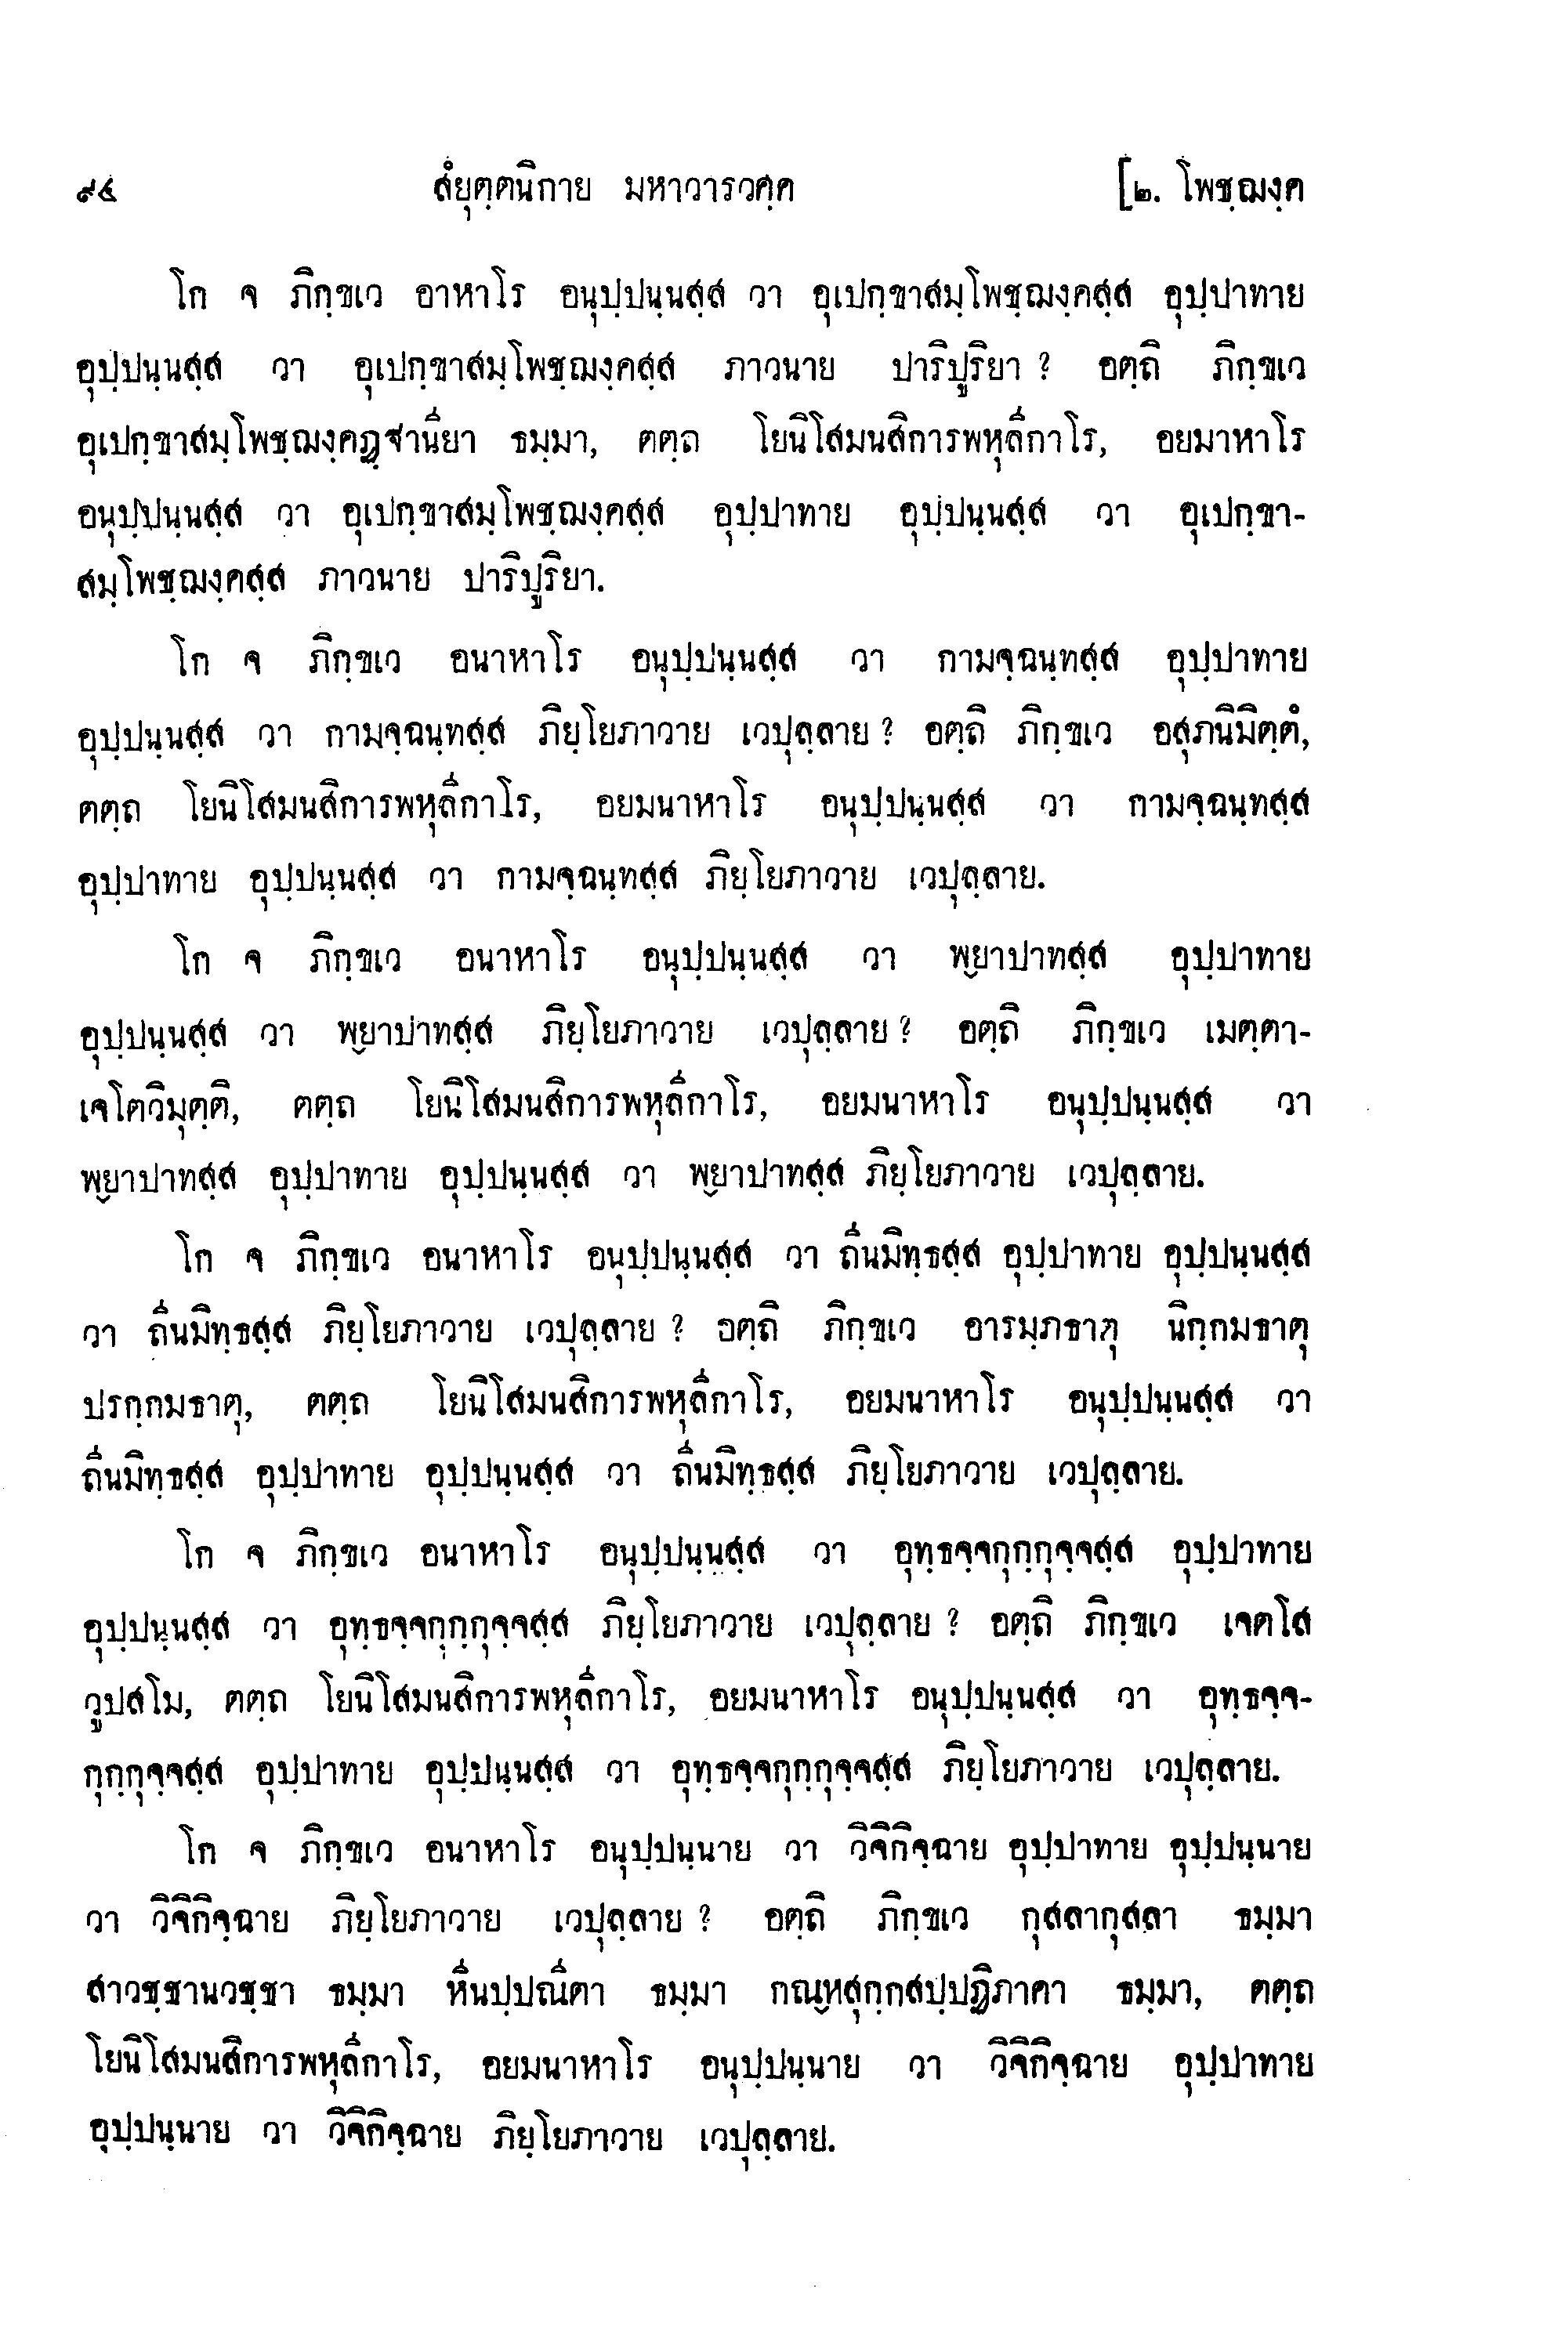 ๙๔ สํยุตฺตนิกาย มหาวารวคฺค [๒. โพชฺฌงฺค
โก จ ภิกฺขเว อาหาโร อนุปฺปนฺนสฺส วา อุเปกฺขาสมฺโพชฺฌงฺคสฺส อุปฺปาทาย
อุปฺปนฺนสฺส วา อุเปกฺขาสมฺโพชฺฌงฺคสฺส ภาวนาย ปาริปูริยา ? อตฺถิ ภิกฺขเว
อุเปกฺขาสมฺโพชฺฌงฺคฏฺฐานียา ธมฺมา, ตตฺถ โยนิโสมนสิการพหุลีกาโร, อยมาหาโร
อนุปฺปนฺนสฺส วา อุเปกฺขาสมฺโพชฺฌงฺคสฺส อุปฺปาทาย อุปฺปนฺนสฺส วา อุเปกฺขา-
สมฺโพชฺฌงฺคสฺส ภาวนาย ปาริปูริยา.
โก จ ภิกฺขเว อนาหาโร อนุปฺปนฺนสฺส วา กามจฺฉนฺทสฺส อุปฺปาทาย
อุปฺปนฺนสฺส วา กามจฺฉนฺทสฺส ภิยฺโยภาวาย เวปุลฺลาย ? อตฺถิ ภิกฺขเว อสุภนิมิตฺตํ,
ตตฺถ โยนิโสมนสิการพหุลีกาโร, อยมนาหาโร อนุปฺปนฺนสฺส วา กามจฺฉนฺทสฺส
อุปฺปาทาย อุปฺปนฺนสฺส วา กามจฺฉนฺทสฺส ภิยฺโยภาวาย เวปุลฺลาย.
โก จ ภิกฺขเว อนาหาโร อนุปฺปนฺนสฺส วา พฺยาปาทสฺส อุปฺปาทาย
อุปฺปนฺนสฺส วา พฺยาปาทสฺส ภิยฺโยภาวาย เวปุลฺลาย ? อตฺถิ ภิกฺขเว เมตฺตา-
เจโตวิมุตฺติ, ตตฺถ โยนิโสมนสิการพหุลีกาโร, อยมนาหาโร อนุปฺปนฺนสฺส วา
พฺยาปาทสฺส อุปฺปาทาย อุปฺปนฺนสฺส วา พฺยาปาทสฺส ภิยฺโยภาวาย เวปุลฺลาย.
โก จ ภิกฺขเว อนาหาโร อนุปฺปนฺนสฺส วา ถีนมิทฺธสฺส อุปฺปาทาย อุปฺปนฺนสฺส
วา ถีนมิทฺธสฺส ภิยฺโยภาวาย เวปุลฺลาย ? อตฺถิ ภิกฺขเว อารมฺภธาตุ นิกฺกมธาตุ
ปรกฺกมธาตุ, ตตฺถ โยนิโสมนสิการพหุลีกาโร, อยมนาหาโร อนุปฺปนฺนสฺส วา
ถีนมิทฺธสฺส อุปฺปาทาย อุปฺปนฺนสฺส วา ถีนมิทฺธสฺส ภิยฺโยภาวาย เวปุลฺลาย.
โก จ ภิกฺขเว อนาหาโร อนุปฺปนฺนสฺส วา อุทฺธจฺจกุกฺกุจฺจสฺส อุปฺปาทาย
อุปฺปนฺนสฺส วา อุทฺธจฺจกุกฺกุจฺจสฺส ภิยฺโยภาวาย เวปุลฺลาย ? อตฺถิ ภิกฺขเว เจตโส
วูปสโม, ตตฺถ โยนิโสมนสิการพหุลีกาโร, อยมนาหาโร อนุปฺปนฺนสฺส วา อุทฺธจฺจ-
กุกฺกุจฺจสฺส อุปฺปาทาย อุปฺปนฺนสฺส วา อุทฺธจฺจกุกฺกุจฺจสฺส ภิยฺโยภาวาย เวปุลฺลาย.
โก จ ภิกฺขเว อนาหาโร อนุปฺปนฺนาย วา วิจิกิจฺฉาย อุปฺปาทาย อุปฺปนฺนาย
วา วิจิกิจฺฉาย ภิยฺโยภาวาย เวปุลฺลาย ? อตฺถิ ภิกฺขเว กุสลากุสลา ธมฺมา
สาวชฺชานวชฺชา ธมฺมา หีนปฺปณีตา ธมฺมา กณฺหสุกฺกสปฺปฏิภาคา ธมฺมา, ตตฺถ
โยนิโสมนสิการพหุลีกาโร, อยมนาหาโร อนุปฺปนฺนาย วา วิจิกิจฺฉาย อุปฺปาทาย
อุปฺปนฺนาย วา วิจิกิจฺฉาย ภิยฺโยภาวาย เวปุลฺลาย.